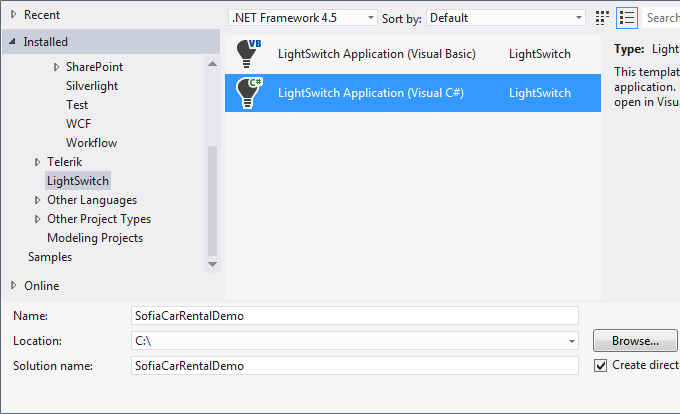 Recent
.NET Framework 4.5 Sort by: Default Search
Installed
SharePoint
Silverlight
Test
WCF
Workflow
Telerik
LightSwitch
Other Languages
Other Project Types
Modeling Projects
Samples
Online
VB LightSwitch Application (Visual Basic) LightSwitch
C# LightSwitch Application (Visual C#) LightSwitch
Type: Light
This templa
application.
open in Visu
Name: SofiaCarRentalDemo
Location: C:\ Browse...
Solution name: SofiaCarRentalDemo Create direct